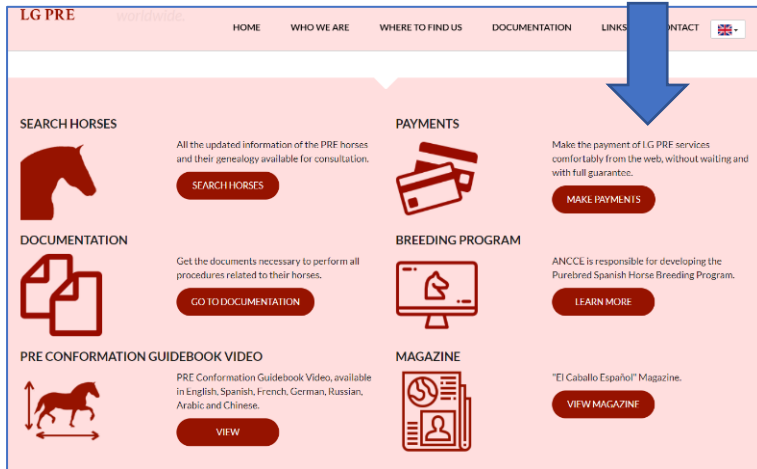 LG PRE
worldwide.
HOME WHO WE ARE WHERE TO FIND US DOCUMENTATION LINKS CONTACT
SEARCH HORSES
All the updated information of the PRE horses
and their genealogy available for consultation.
SEARCH HORSES
PAYMENTS
Make the payment of LG PRE services
comfortably from the web, without waiting and
with full guarantee.
MAKE PAYMENTS
DOCUMENTATION
Get the documents necessary to perform all
procedures related to their horses.
GO TO DOCUMENTATION
BREEDING PROGRAM
ANCCE is responsible for developing the
Purebred Spanish Horse Breeding Program.
LEARN MORE
PRE CONFORMATION GUIDEBOOK VIDEO
PRE Conformation Guidebook Video, available
in English, Spanish, French, German, Russian,
Arabic and Chinese.
VIEW
MAGAZINE
"El Caballo Español" Magazine.
VIEW MAGAZINE